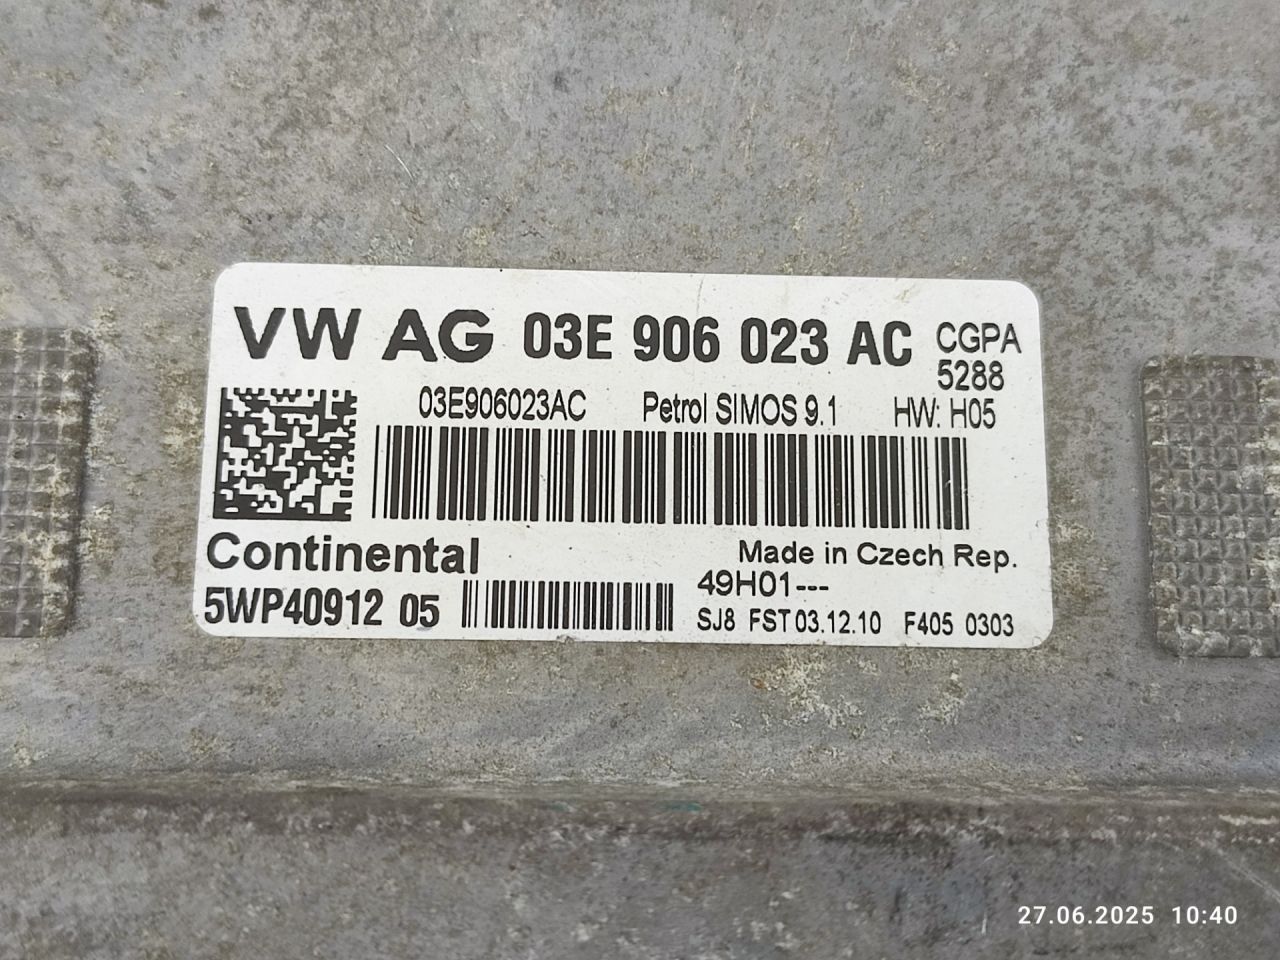 VW AG 03E 906 023 AC CGPA
5288
03E906023AC Petrol SIMOS 9.1 HW: H05
Continental Made in Czech Rep.
49H01---
5WP40912 05 SJ8 FST 03.12.10 F405 0303
27.06.2025 10:40